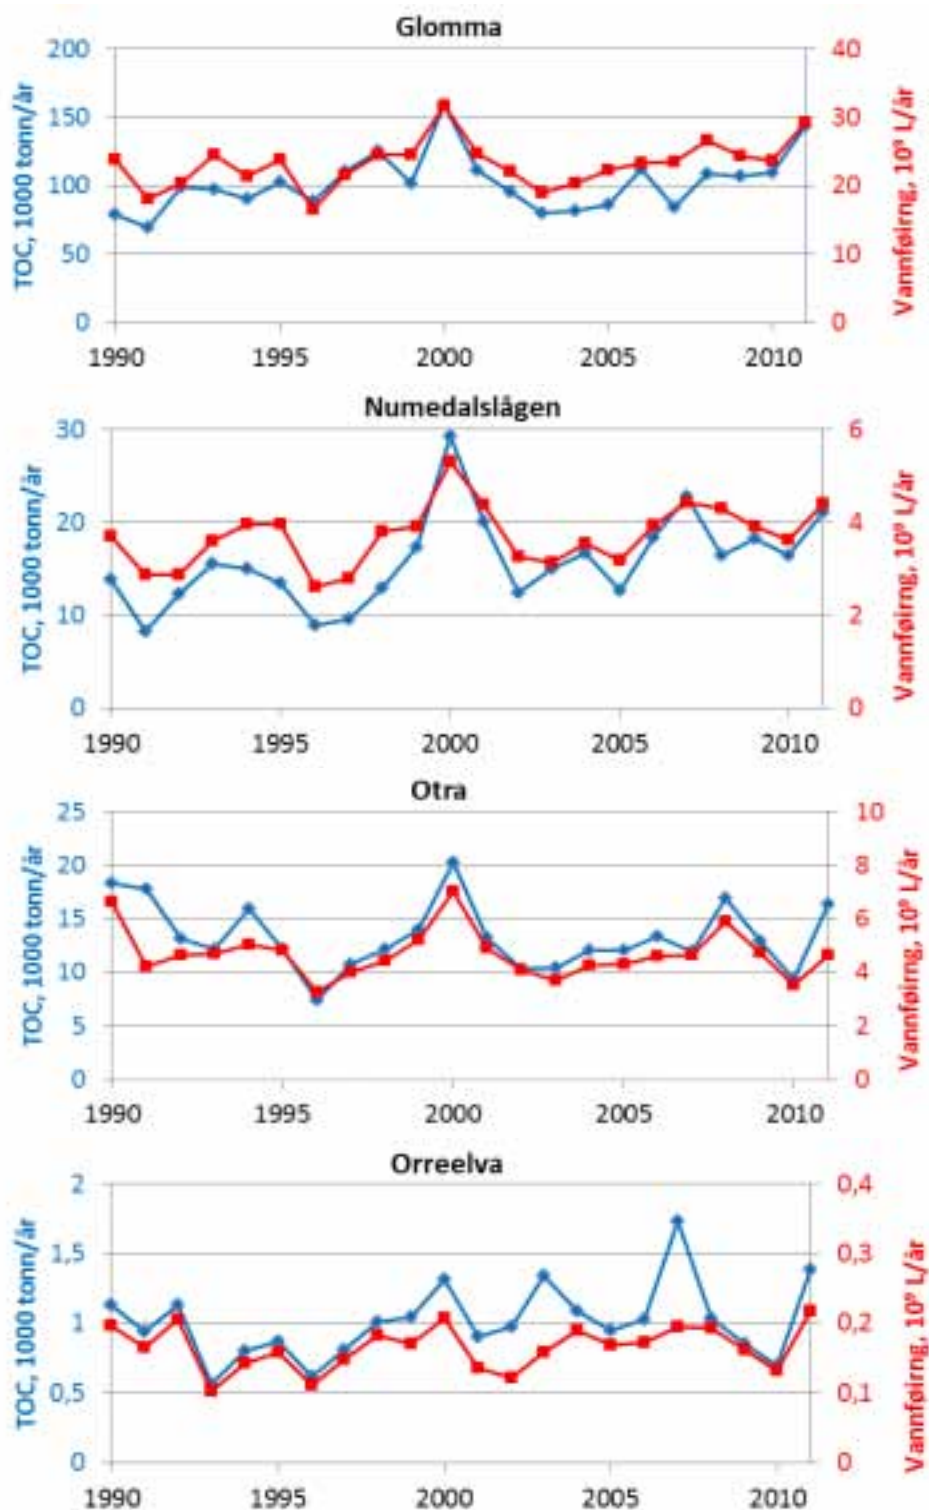 Glomma
200
150
100
50
0
TOC, 1000 tonn/år
40
30
20
10
0
Vannføirng, 10⁹ L/år
1990 1995 2000 2005 2010
Numedalslågen
30
20
10
0
TOC, 1000 tonn/år
6
4
2
0
Vannføirng, 10⁹ L/år
1990 1995 2000 2005 2010
Otra
25
20
15
10
5
0
TOC, 1000 tonn/år
10
8
6
4
2
0
Vannføirng, 10⁹ L/år
1990 1995 2000 2005 2010
Orreelva
2
1,5
1
0,5
0
TOC, 1000 tonn/år
0,4
0,3
0,2
0,1
0
Vannføirng, 10⁹ L/år
1990 1995 2000 2005 2010